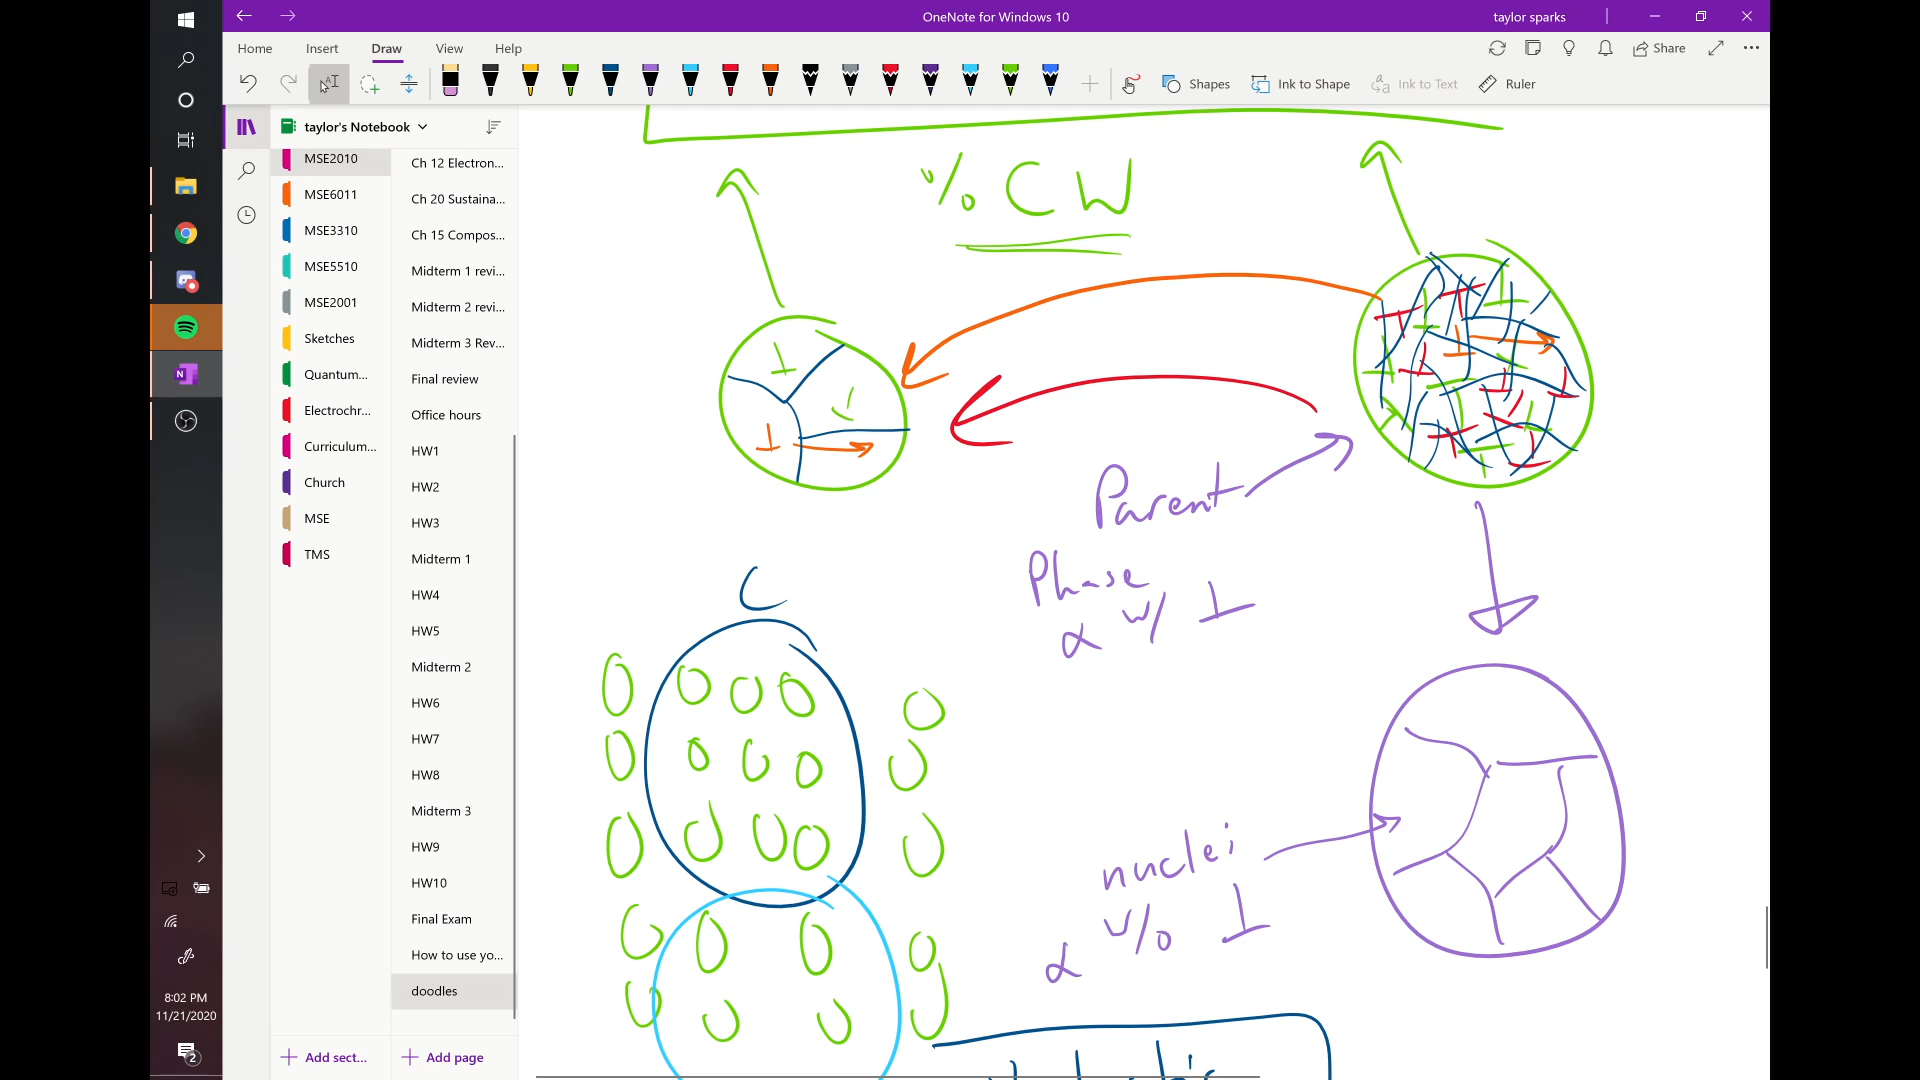 OneNote for Windows 10
taylor sparks
Home
Insert
Draw
View
Help
Share
Shapes
Ink to Shape
Ink to Text
Ruler
taylor's Notebook
MSE2010
MSE6011
MSE3310
MSE5510
MSE2001
Sketches
Quantum...
Electrochr...
Curriculum...
Church
MSE
TMS
Add sect...
Ch 12 Electron...
Ch 20 Sustaina...
Ch 15 Compos...
Midterm 1 revi...
Midterm 2 revi...
Midterm 3 Rev...
Final review
Office hours
HW1
HW2
HW3
Midterm 1
HW4
HW5
Midterm 2
HW6
HW7
HW8
Midterm 3
HW9
HW10
Final Exam
How to use yo...
doodles
Add page
% CW
Parent
Phase
α w/ ⊥
nuclei
α w/o ⊥
8:02 PM
11/21/2020
2